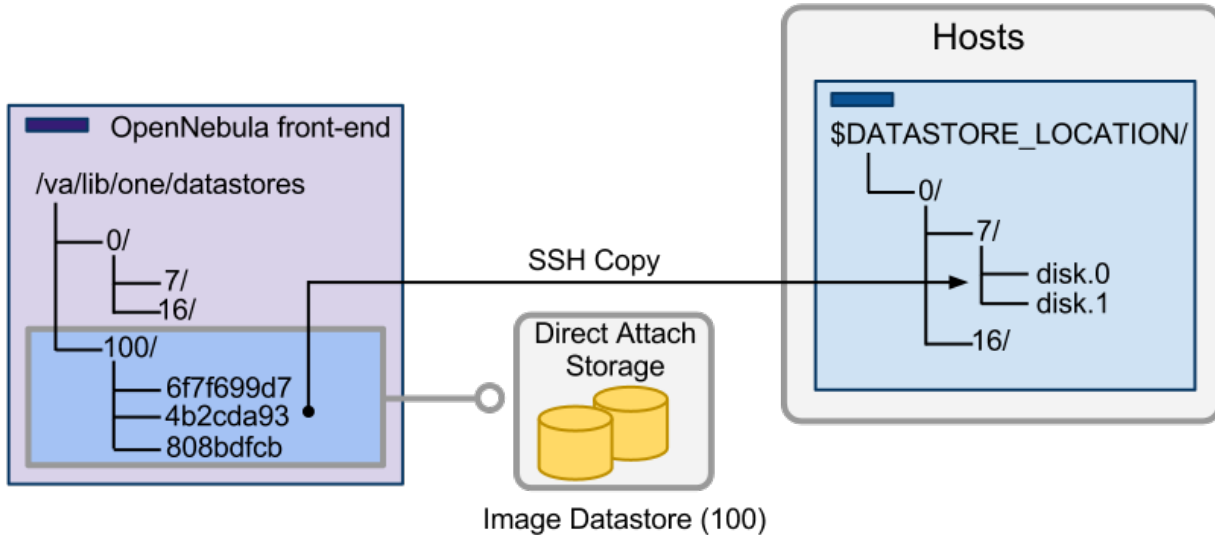 Hosts
OpenNebula front-end
/va/lib/one/datastores
0/
7/
16/
100/
6f7f699d7
4b2cda93
808bdfcb
SSH Copy
Direct Attach
Storage
Image Datastore (100)
$DATASTORE_LOCATION/
0/
7/
disk.0
disk.1
16/